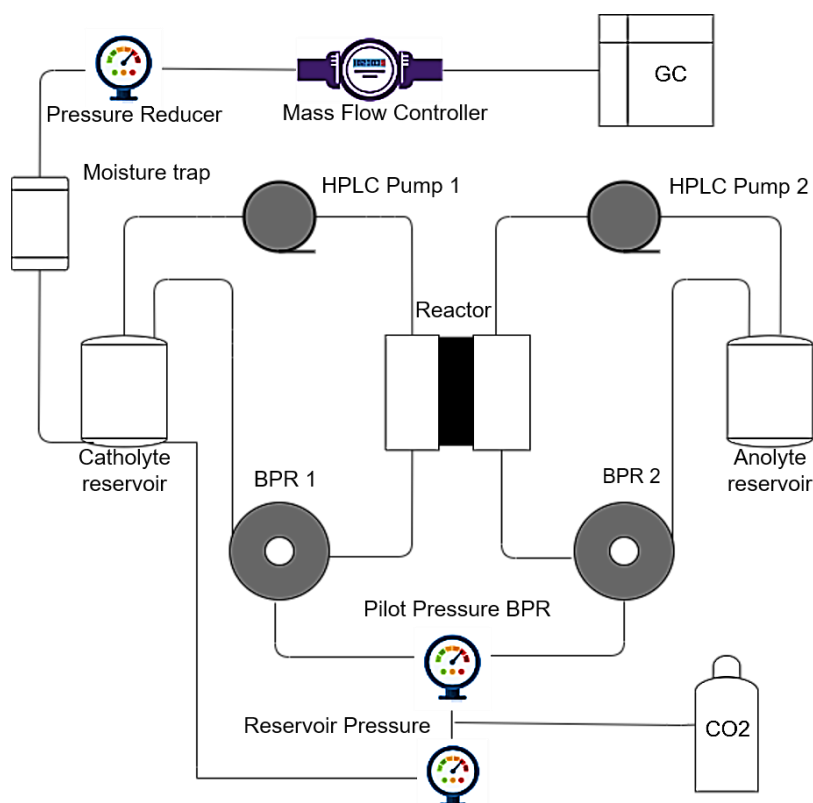 GC
Pressure Reducer
Mass Flow Controller
Moisture trap
HPLC Pump 1
HPLC Pump 2
Reactor
Catholyte
reservoir
BPR 1
BPR 2
Anolyte
reservoir
Pilot Pressure BPR
Reservoir Pressure
CO2